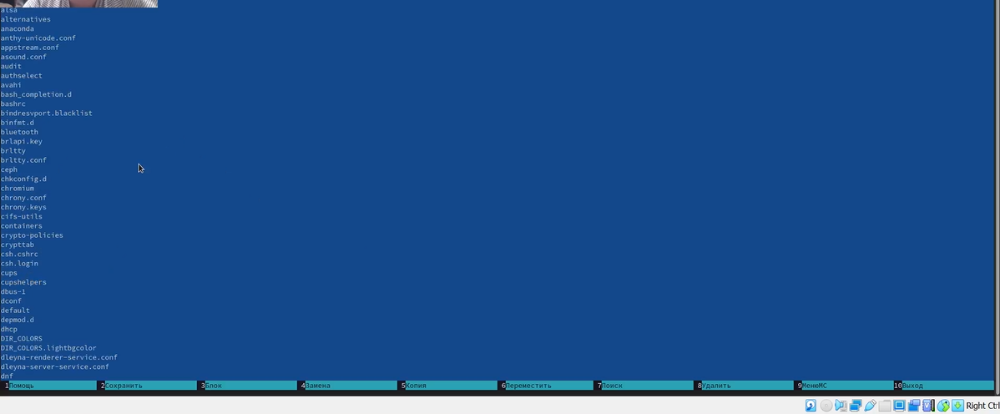 alsa
alternatives
anaconda
anthy-unicode.conf
appstream.conf
asound.conf
audit
authselect
avahi
bash_completion.d
bashrc
bindresvport.blacklist
binfmt.d
bluetooth
brlapi.key
brltty
brltty.conf
ceph
chkconfig.d
chromium
chrony.conf
chrony.keys
cifs-utils
containers
crypto-policies
crypttab
csh.cshrc
csh.login
cups
cupshelpers
dbus-1
dconf
default
depmod.d
dhcp
DIR_COLORS
DIR_COLORS.lightbgcolor
dleyna-renderer-service.conf
dleyna-server-service.conf
dnf
1Помощь 2Сохранить 3Блок 4Замена 5Копия 6Переместить 7Поиск 8Удалить 9МенюMC 10Выход
Right Ctrl